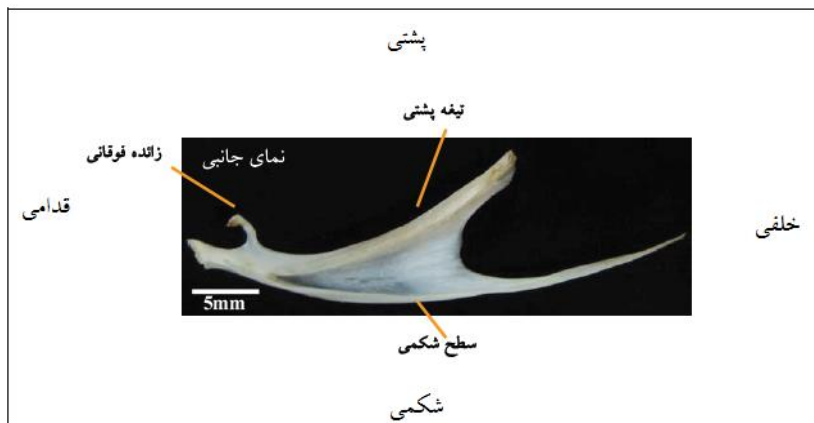 پشتی
تیغه پشتی
نمای جانبی
زائده فوقانی
قدامی
خلفی
5mm
سطح شکمی
شکمی